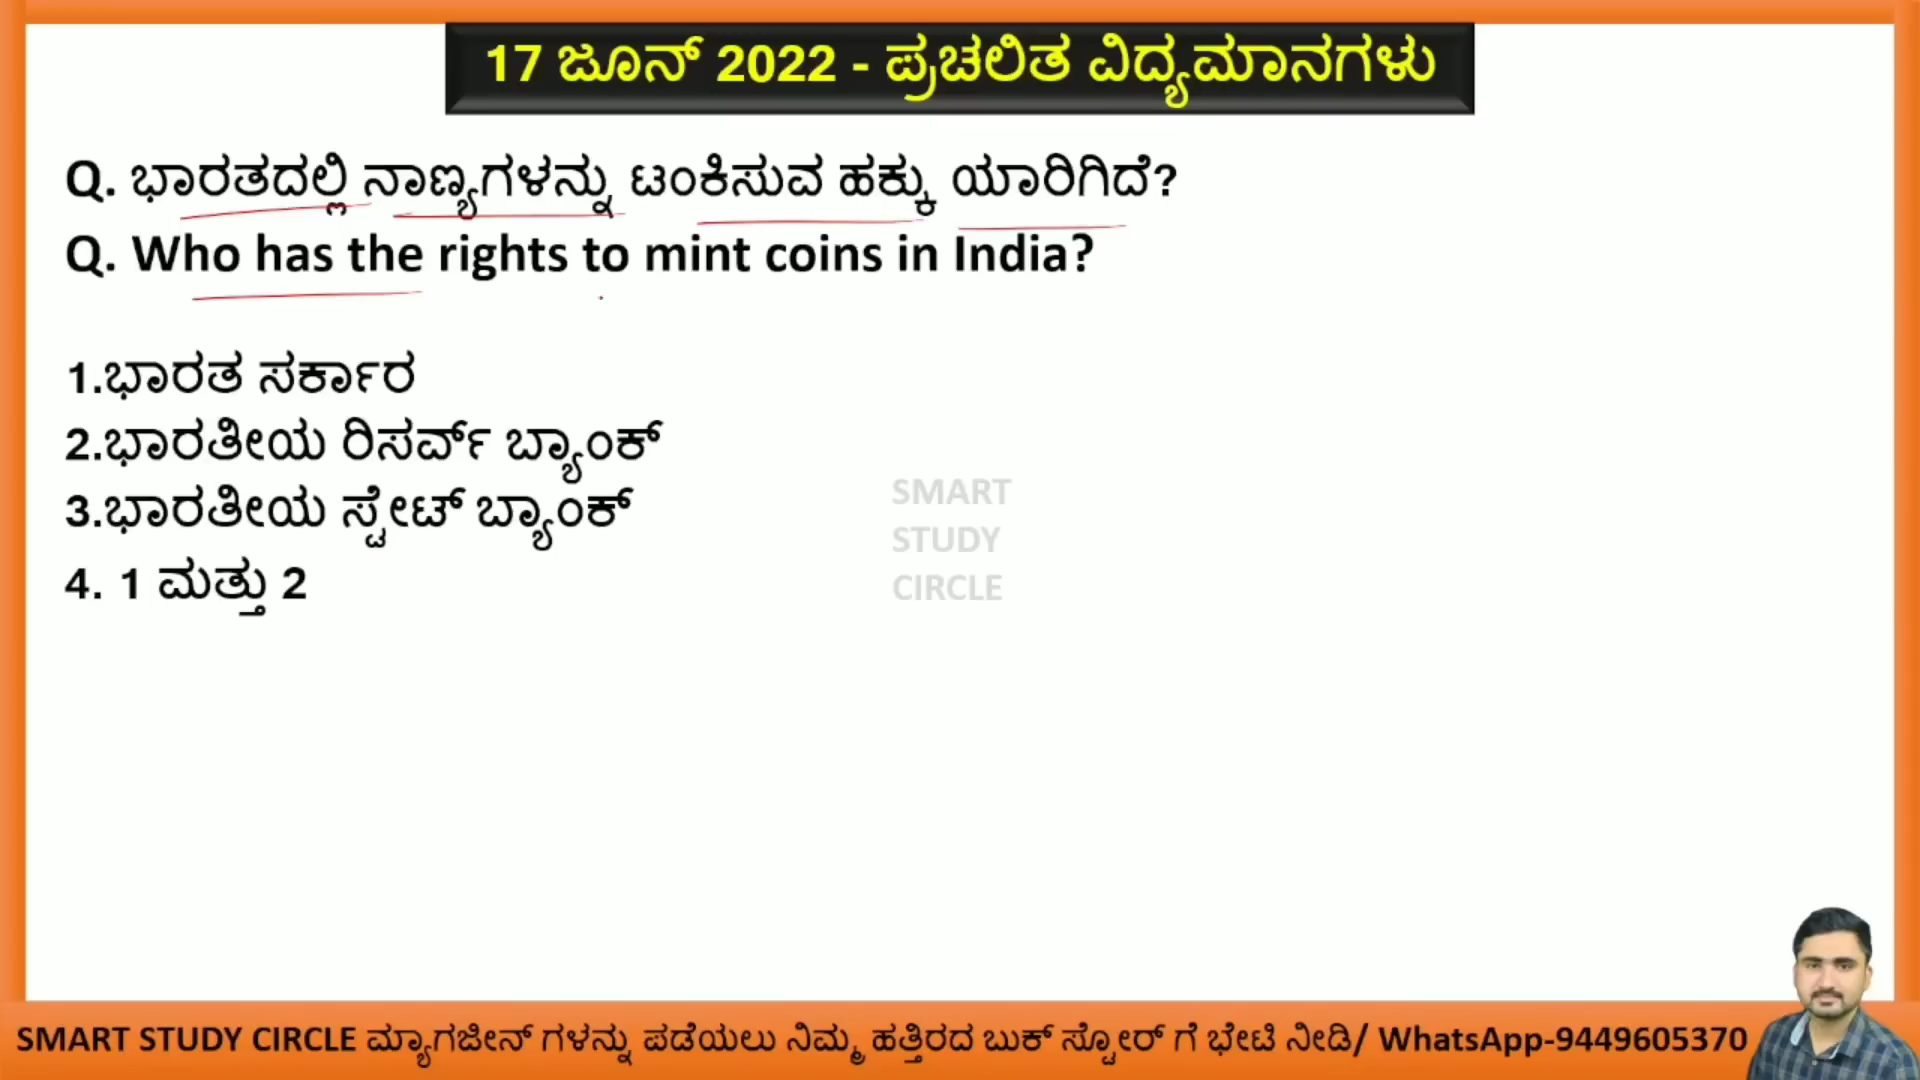 17 ಜೂನ್ 2022 - ಪ್ರಚಲಿತ ವಿದ್ಯಮಾನಗಳು
Q. ಭಾರತದಲ್ಲಿ ನಾಣ್ಯಗಳನ್ನು ಟಂಕಿಸುವ ಹಕ್ಕು ಯಾರಿಗಿದೆ?
Q. Who has the rights to mint coins in India?
1.ಭಾರತ ಸರ್ಕಾರ
2.ಭಾರತೀಯ ರಿಸರ್ವ್ ಬ್ಯಾಂಕ್
3.ಭಾರತೀಯ ಸ್ಟೇಟ್ ಬ್ಯಾಂಕ್
4. 1 ಮತ್ತು 2
SMART
STUDY
CIRCLE
SMART STUDY CIRCLE ಮ್ಯಾಗಜೀನ್ ಗಳನ್ನು ಪಡೆಯಲು ನಿಮ್ಮ ಹತ್ತಿರದ ಬುಕ್ ಸ್ಟೋರ್ ಗೆ ಭೇಟಿ ನೀಡಿ/ WhatsApp-9449605370